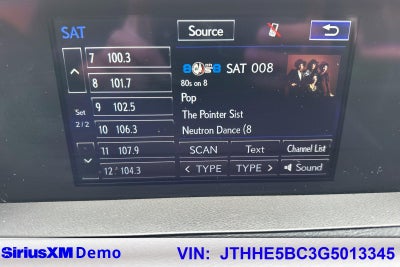 SAT
Source
7 100.3
8 101.7
Set
2/2
9 102.5
10 106.3
11 107.9
12 104.3
80s 8 SAT 008
80s on 8
Pop
The Pointer Sist
Neutron Dance (8
SCAN Text Channel List
< TYPE TYPE > Sound
SiriusXM Demo
VIN: JTHHE5BC3G5013345